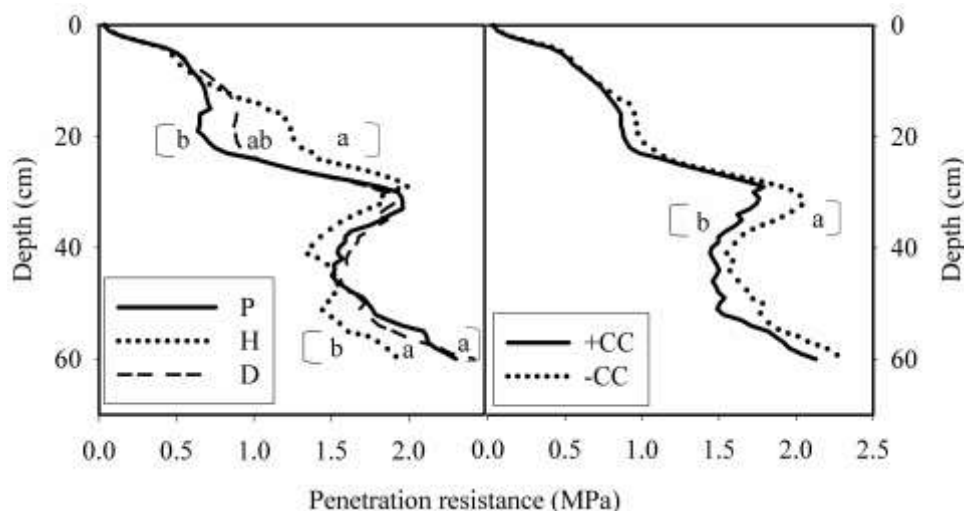 0
0
20
20
40
40
60
60
Depth (cm)
Depth (cm)
b
ab
a
b
a
b
a
a
P
H
D
+CC
-CC
0.0
0.5
1.0
1.5
2.0
0.0
0.5
1.0
1.5
2.0
2.5
Penetration resistance (MPa)